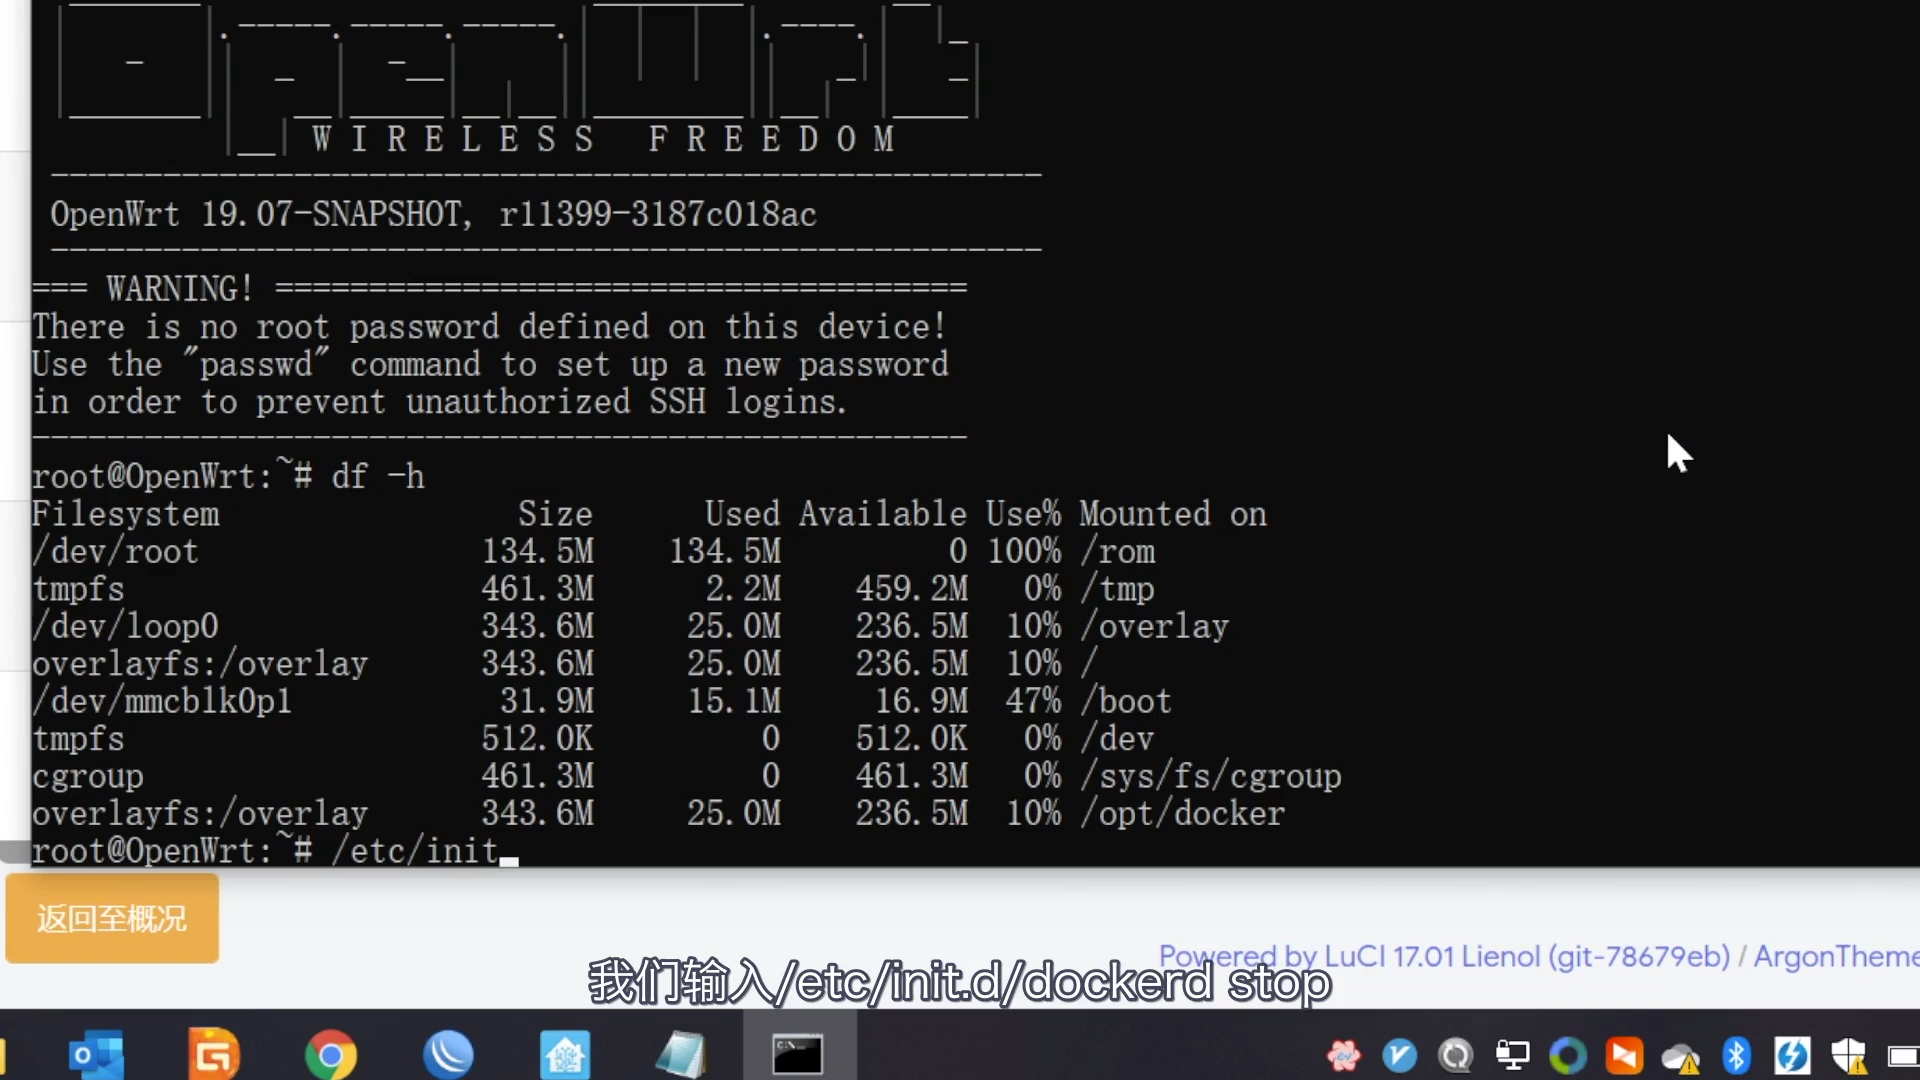 W I R E L E S S   F R E E D O M
-----------------------------------------------------
OpenWrt 19.07-SNAPSHOT, r11399-3187c018ac
-----------------------------------------------------
=== WARNING! =====================================
There is no root password defined on this device!
Use the "passwd" command to set up a new password
in order to prevent unauthorized SSH logins.
--------------------------------------------------
root@OpenWrt:~# df -h
Filesystem                Size      Used Available Use% Mounted on
/dev/root               134.5M    134.5M         0 100% /rom
tmpfs                   461.3M      2.2M    459.2M   0% /tmp
/dev/loop0              343.6M     25.0M    236.5M  10% /overlay
overlayfs:/overlay      343.6M     25.0M    236.5M  10% /
/dev/mmcblk0p1           31.9M     15.1M     16.9M  47% /boot
tmpfs                   512.0K         0    512.0K   0% /dev
cgroup                  461.3M         0    461.3M   0% /sys/fs/cgroup
overlayfs:/overlay      343.6M     25.0M    236.5M  10% /opt/docker
root@OpenWrt:~# /etc/init
返回至概况
Powered by LuCI 17.01 Lienol (git-78679eb) / ArgonTheme
我们输入/etc/init.d/dockerd stop